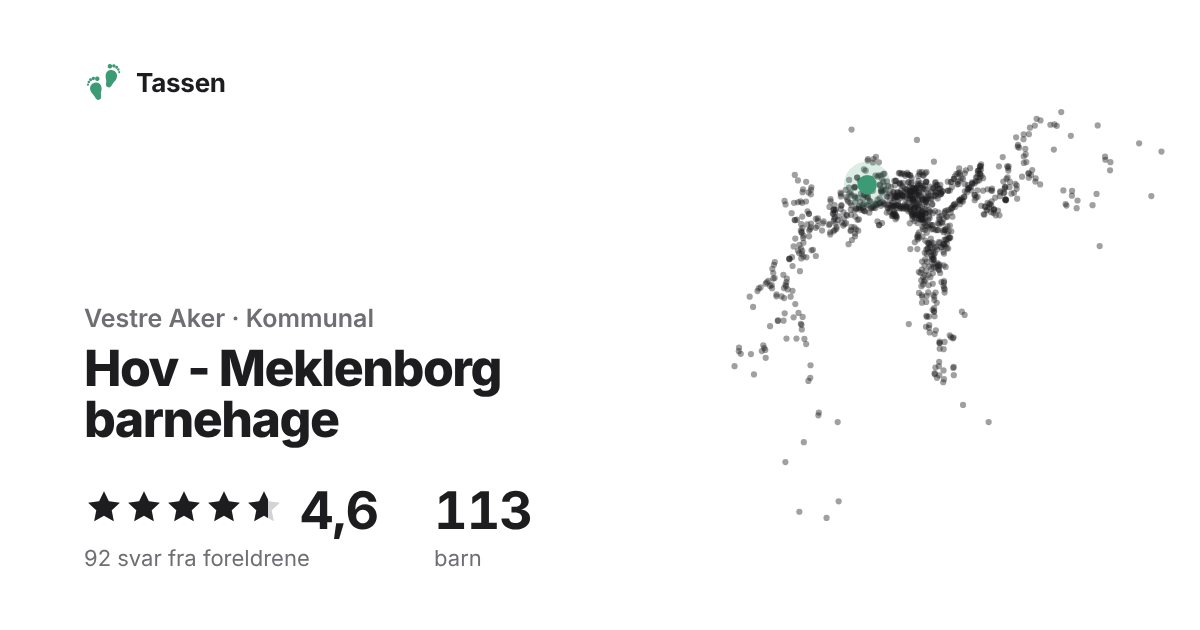 Tassen
Vestre Aker · Kommunal
Hov - Meklenborg
barnehage
4,6
113
92 svar fra foreldrene
barn